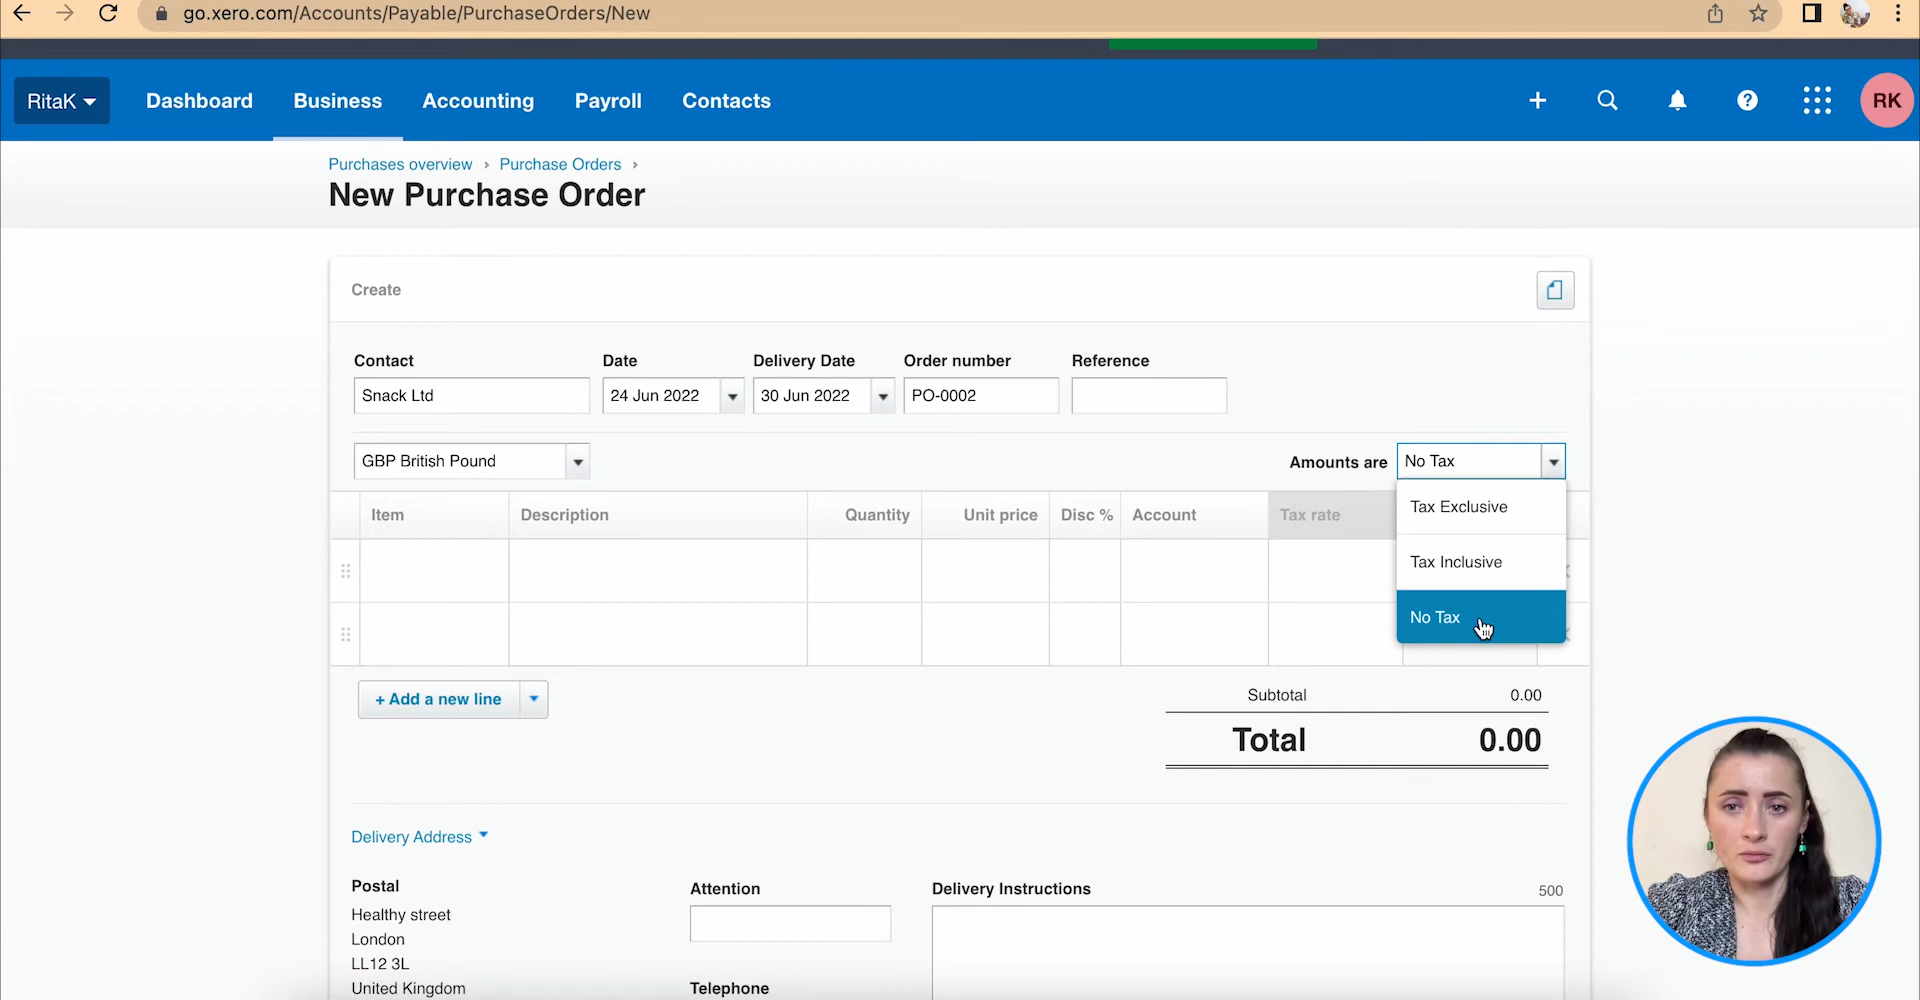 go.xero.com/Accounts/Payable/PurchaseOrders/New
RitaK
Dashboard
Business
Accounting
Payroll
Contacts
RK
Purchases overview › Purchase Orders ›
New Purchase Order
Create
Contact Date Delivery Date Order number Reference
Snack Ltd 24 Jun 2022 30 Jun 2022 PO-0002
GBP British Pound Amounts are No Tax
Tax Exclusive
Tax Inclusive
No Tax
Item Description Quantity Unit price Disc % Account Tax rate
+ Add a new line
Subtotal 0.00
Total 0.00
Delivery Address
Postal
Healthy street
London
LL12 3L
United Kingdom
Attention
Telephone
Delivery Instructions 500